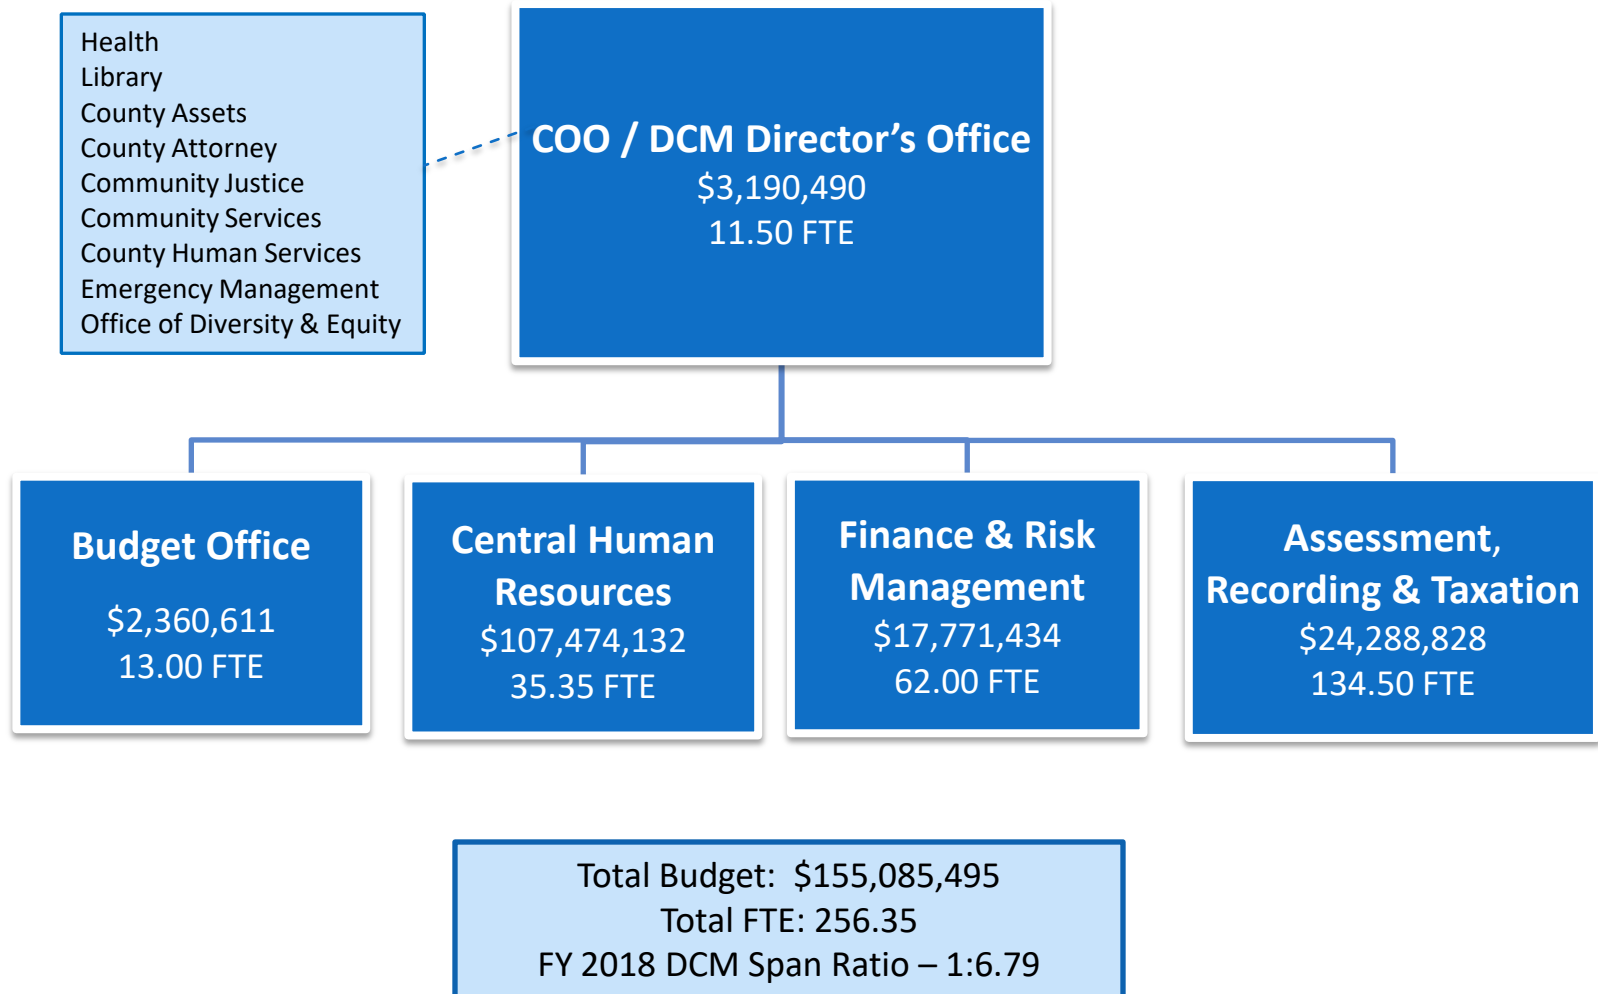 Health
Library
County Assets
County Attorney
Community Justice
Community Services
County Human Services
Emergency Management
Office of Diversity & Equity
COO / DCM Director’s Office
$3,190,490
11.50 FTE
Budget Office
$2,360,611
13.00 FTE
Central Human
Resources
$107,474,132
35.35 FTE
Finance & Risk
Management
$17,771,434
62.00 FTE
Assessment,
Recording & Taxation
$24,288,828
134.50 FTE
Total Budget: $155,085,495
Total FTE: 256.35
FY 2018 DCM Span Ratio – 1:6.79